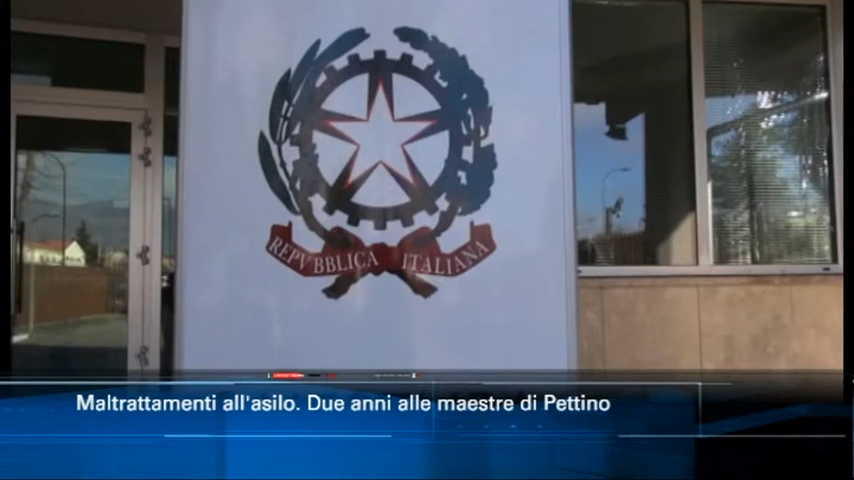 REPVBBLICA ITALIANA
Maltrattamenti all'asilo. Due anni alle maestre di Pettino